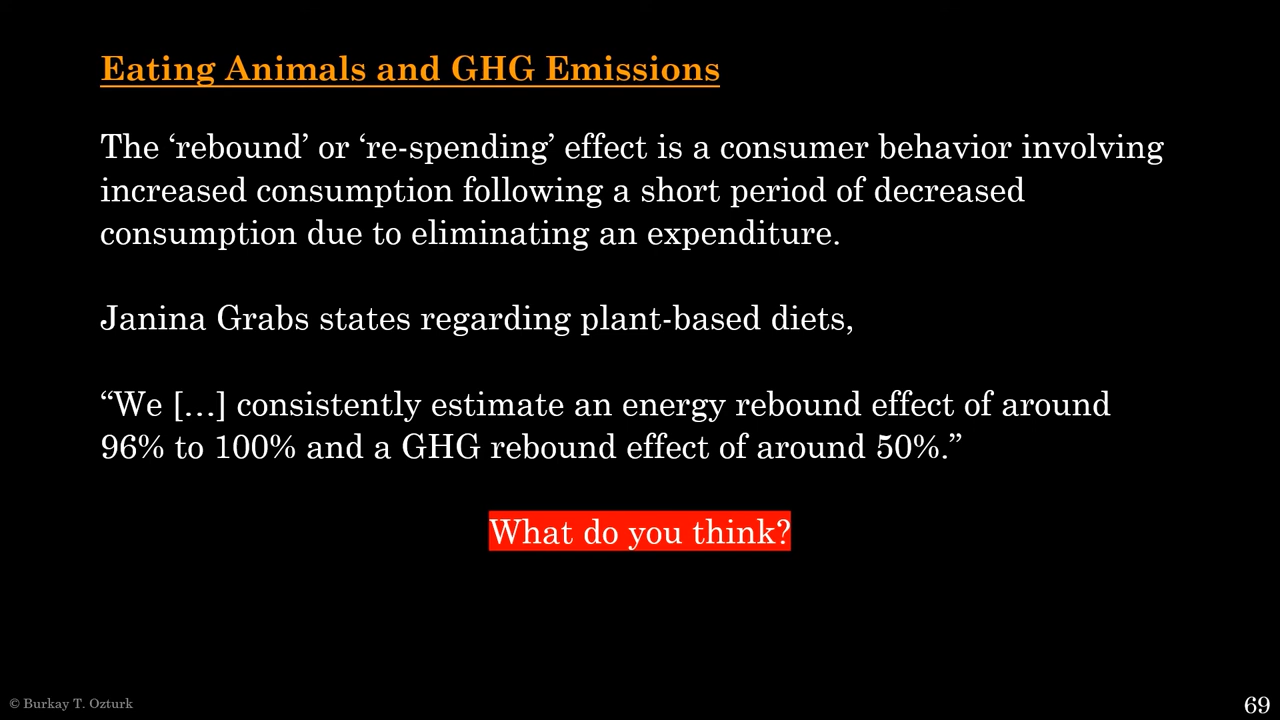 Eating Animals and GHG Emissions
The ‘rebound’ or ‘re-spending’ effect is a consumer behavior involving
increased consumption following a short period of decreased
consumption due to eliminating an expenditure.
Janina Grabs states regarding plant-based diets,
“We […] consistently estimate an energy rebound effect of around
96% to 100% and a GHG rebound effect of around 50%.”
What do you think?
© Burkay T. Ozturk
69